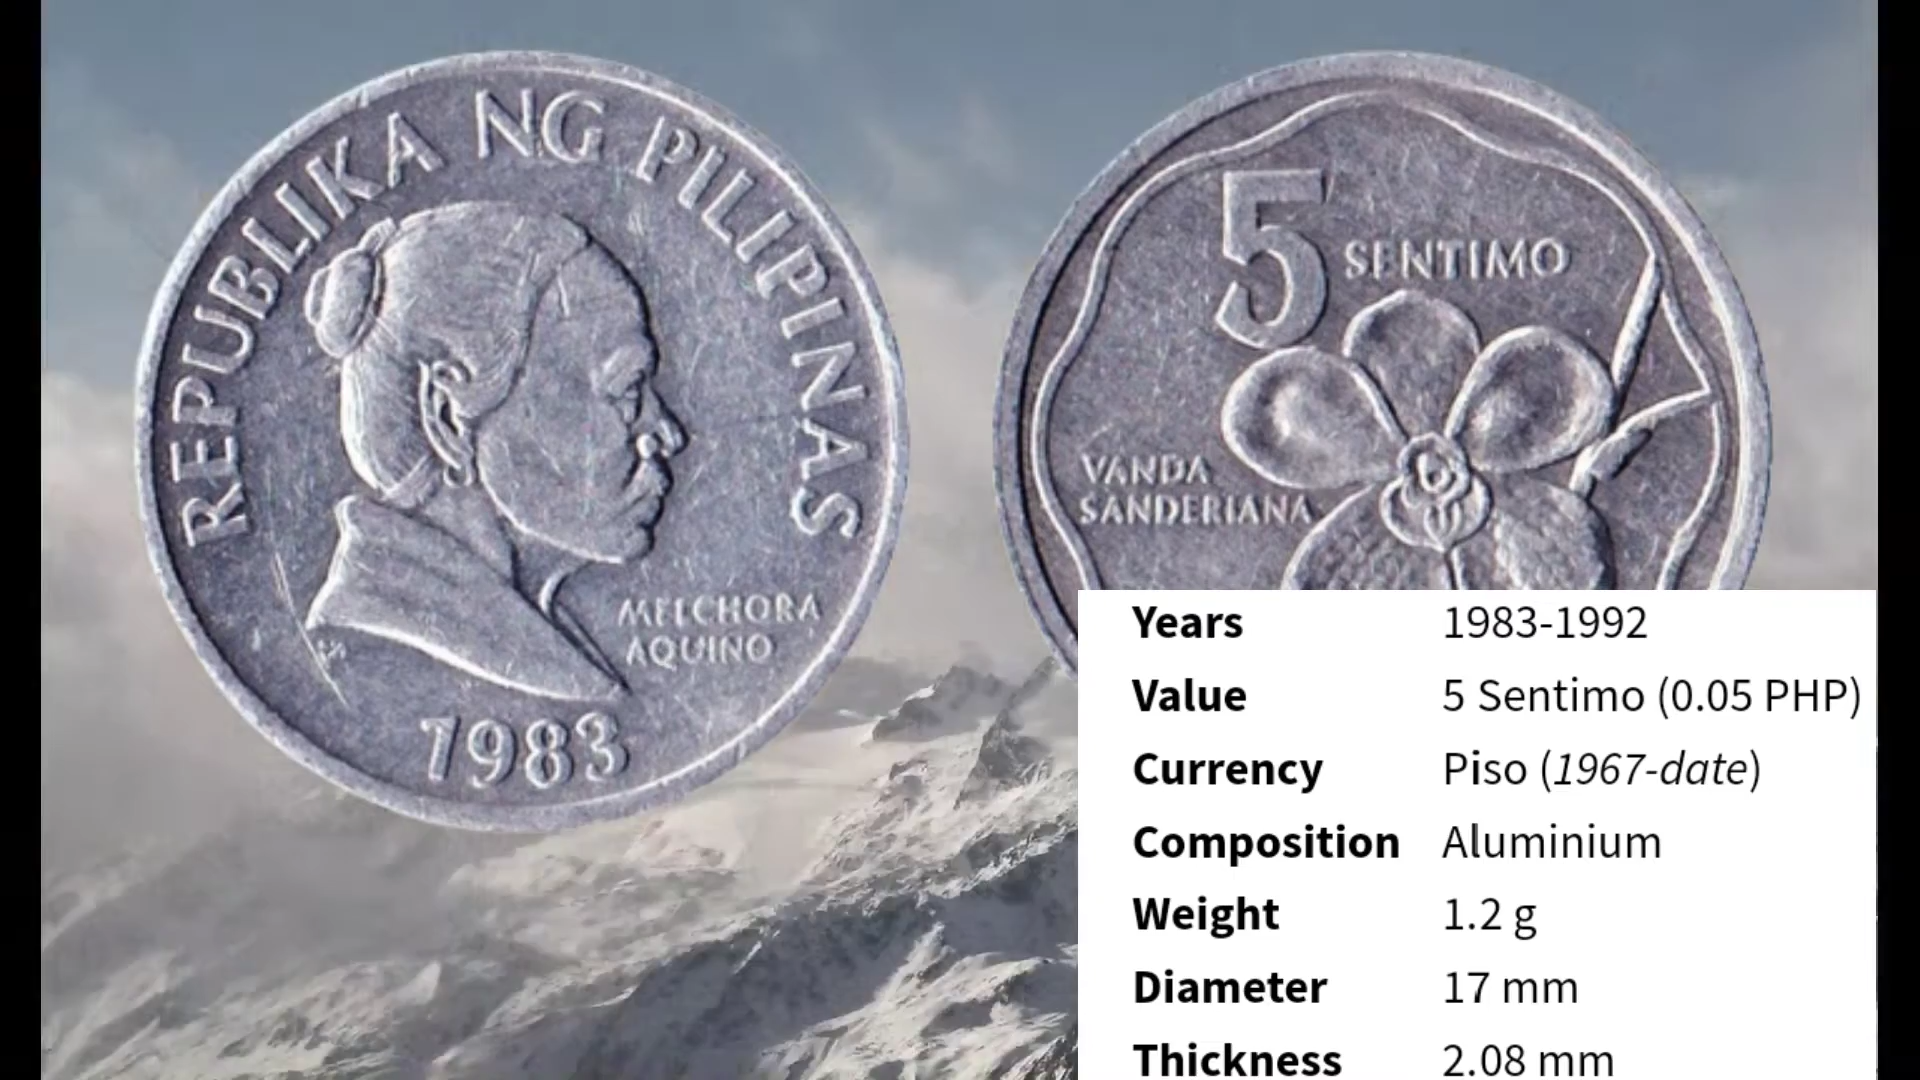 REPUBLIKA NG PILIPINAS
MELCHORA
AQUINO
1983
5 SENTIMO
VANDA
SANDERIANA
Years 1983-1992
Value 5 Sentimo (0.05 PHP)
Currency Piso (1967-date)
Composition Aluminium
Weight 1.2 g
Diameter 17 mm
Thickness 2.08 mm